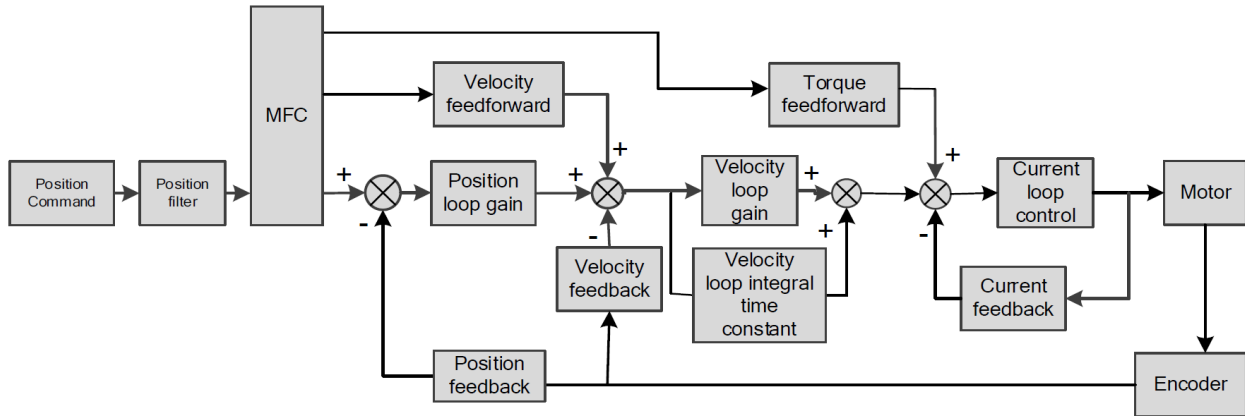 MFC
Velocity
feedforward
Torque
feedforward
+
+
Position
Command
Position
filter
+
-
Position
loop gain
+
-
Velocity
loop
gain
+
+
-
Current
loop
control
Motor
Velocity
feedback
Velocity
loop integral
time
constant
Current
feedback
Position
feedback
Encoder